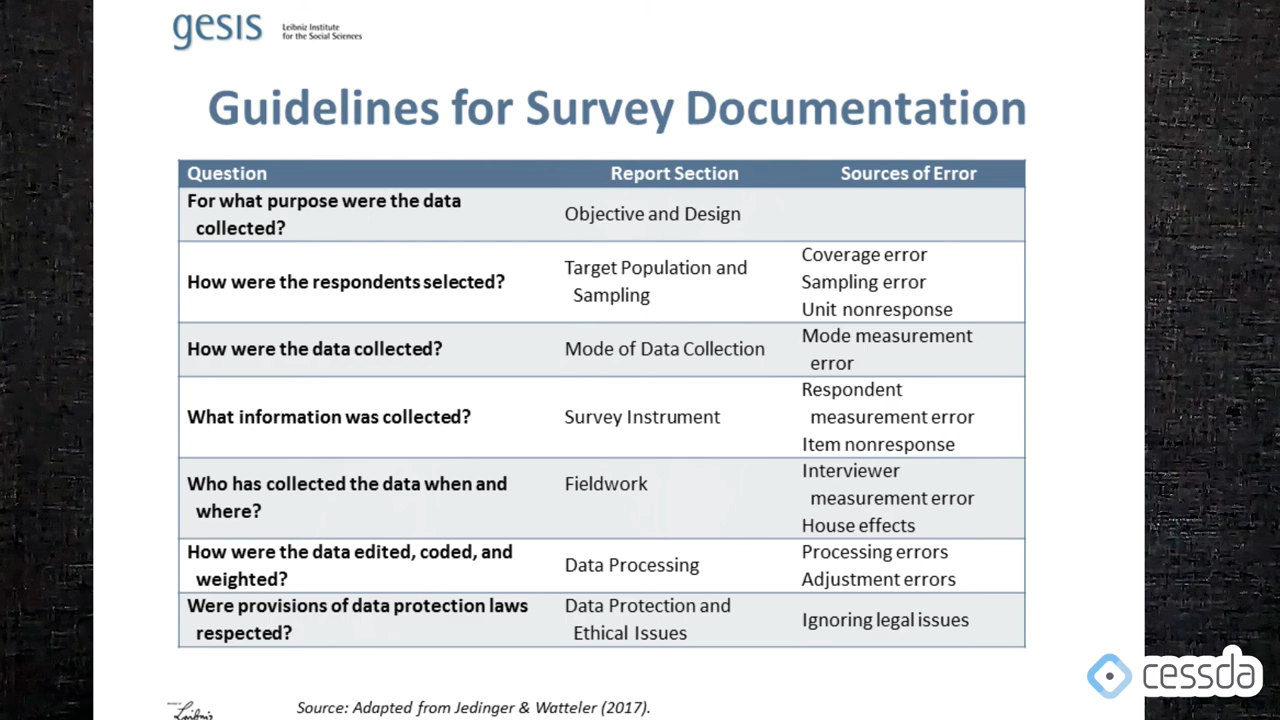 gesis
Leibniz Institute
for the Social Sciences
Guidelines for Survey Documentation
Question Report Section Sources of Error
For what purpose were the data
collected?
Objective and Design
How were the respondents selected?
Target Population and
Sampling
Coverage error
Sampling error
Unit nonresponse
How were the data collected?
Mode of Data Collection
Mode measurement
error
What information was collected?
Survey Instrument
Respondent
measurement error
Item nonresponse
Who has collected the data when and
where?
Fieldwork
Interviewer
measurement error
House effects
How were the data edited, coded, and
weighted?
Data Processing
Processing errors
Adjustment errors
Were provisions of data protection laws
respected?
Data Protection and
Ethical Issues
Ignoring legal issues
cessda
Leibniz
Source: Adapted from Jedinger & Watteler (2017).